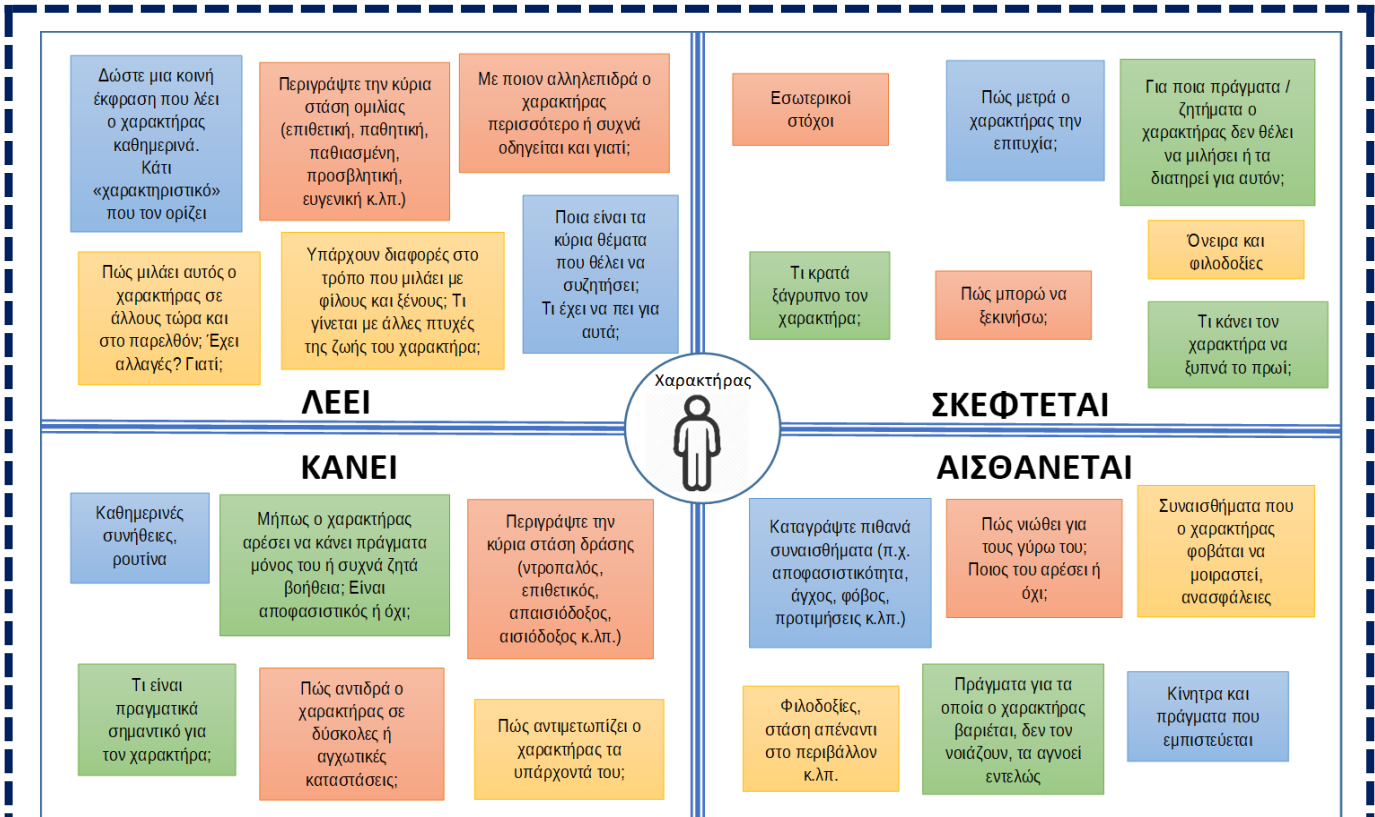 Δώστε μια κοινή
έκφραση που λέει
ο χαρακτήρας
καθημερινά.
Κάτι
«χαρακτηριστικό»
που τον ορίζει
Περιγράψτε την κύρια
στάση ομιλίας
(επιθετική, παθητική,
παθιασμένη,
προσβλητική,
ευγενική κ.λπ.)
Με ποιον αλληλεπιδρά ο
χαρακτήρας
περισσότερο ή συχνά
οδηγείται και γιατί;
Πώς μιλάει αυτός ο
χαρακτήρας σε
άλλους τώρα και
στο παρελθόν; Έχει
αλλαγές? Γιατί;
Υπάρχουν διαφορές στο
τρόπο που μιλάει με
φίλους και ξένους; Τι
γίνεται με άλλες πτυχές
της ζωής του χαρακτήρα;
Ποια είναι τα
κύρια θέματα
που θέλει να
συζητήσει;
Τι έχει να πει για
αυτά;
ΛΕΕΙ
Εσωτερικοί
στόχοι
Πώς μετρά ο
χαρακτήρας την
επιτυχία;
Για ποια πράγματα /
ζητήματα ο
χαρακτήρας δεν θέλει
να μιλήσει ή τα
διατηρεί για αυτόν;
Όνειρα και
φιλοδοξίες
Τι κρατά
ξάγρυπνο τον
χαρακτήρα;
Πώς μπορώ να
ξεκινήσω;
Τι κάνει τον
χαρακτήρα να
ξυπνά το πρωί;
ΣΚΕΦΤΕΤΑΙ
Χαρακτήρας
ΚΑΝΕΙ
Καθημερινές
συνήθειες,
ρουτίνα
Μήπως ο χαρακτήρας
αρέσει να κάνει πράγματα
μόνος του ή συχνά ζητά
βοήθεια; Είναι
αποφασιστικός ή όχι;
Περιγράψτε την
κύρια στάση δράσης
(ντροπαλός,
επιθετικός,
απαισιόδοξος,
αισιόδοξος κ.λπ.)
Τι είναι
πραγματικά
σημαντικό για
τον χαρακτήρα;
Πώς αντιδρά ο
χαρακτήρας σε
δύσκολες ή
αγχωτικές
καταστάσεις;
Πώς αντιμετωπίζει ο
χαρακτήρας τα
υπάρχοντά του;
ΑΙΣΘΑΝΕΤΑΙ
Καταγράψτε πιθανά
συναισθήματα (π.χ.
αποφασιστικότητα,
άγχος, φόβος,
προτιμήσεις κ.λπ.)
Πώς νιώθει για
τους γύρω του;
Ποιος του αρέσει ή
όχι;
Συναισθήματα που
ο χαρακτήρας
φοβάται να
μοιραστεί,
ανασφάλειες
Φιλοδοξίες,
στάση απέναντι
στο περιβάλλον
κ.λπ.
Πράγματα για τα
οποία ο χαρακτήρας
βαριέται, δεν τον
νοιάζουν, τα αγνοεί
εντελώς
Κίνητρα και
πράγματα που
εμπιστεύεται